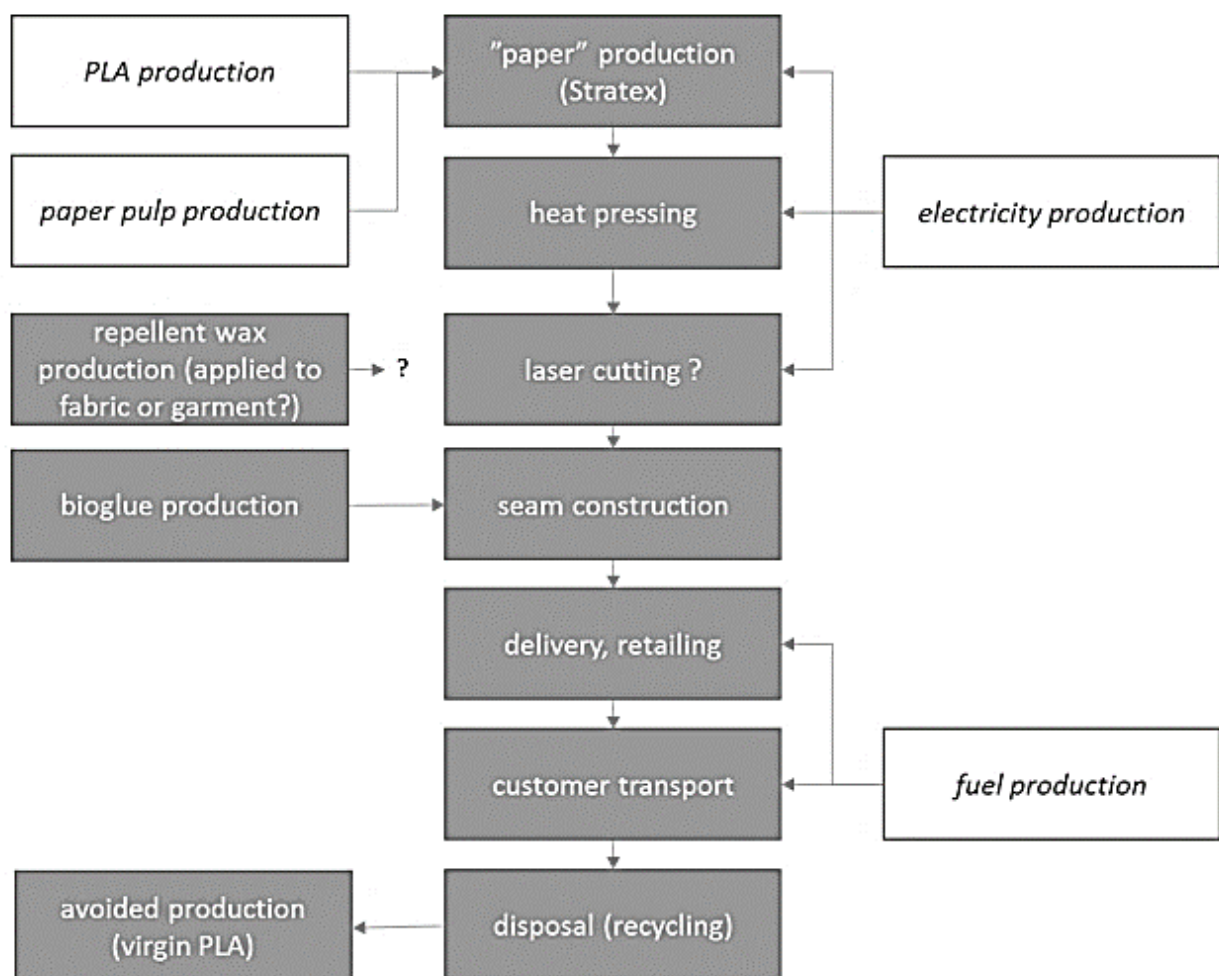 PLA production
”paper” production
(Stratex)
paper pulp production
heat pressing
electricity production
repellent wax
production (applied to
fabric or garment?)
?
laser cutting ?
bioglue production
seam construction
delivery, retailing
customer transport
fuel production
avoided production
(virgin PLA)
disposal (recycling)